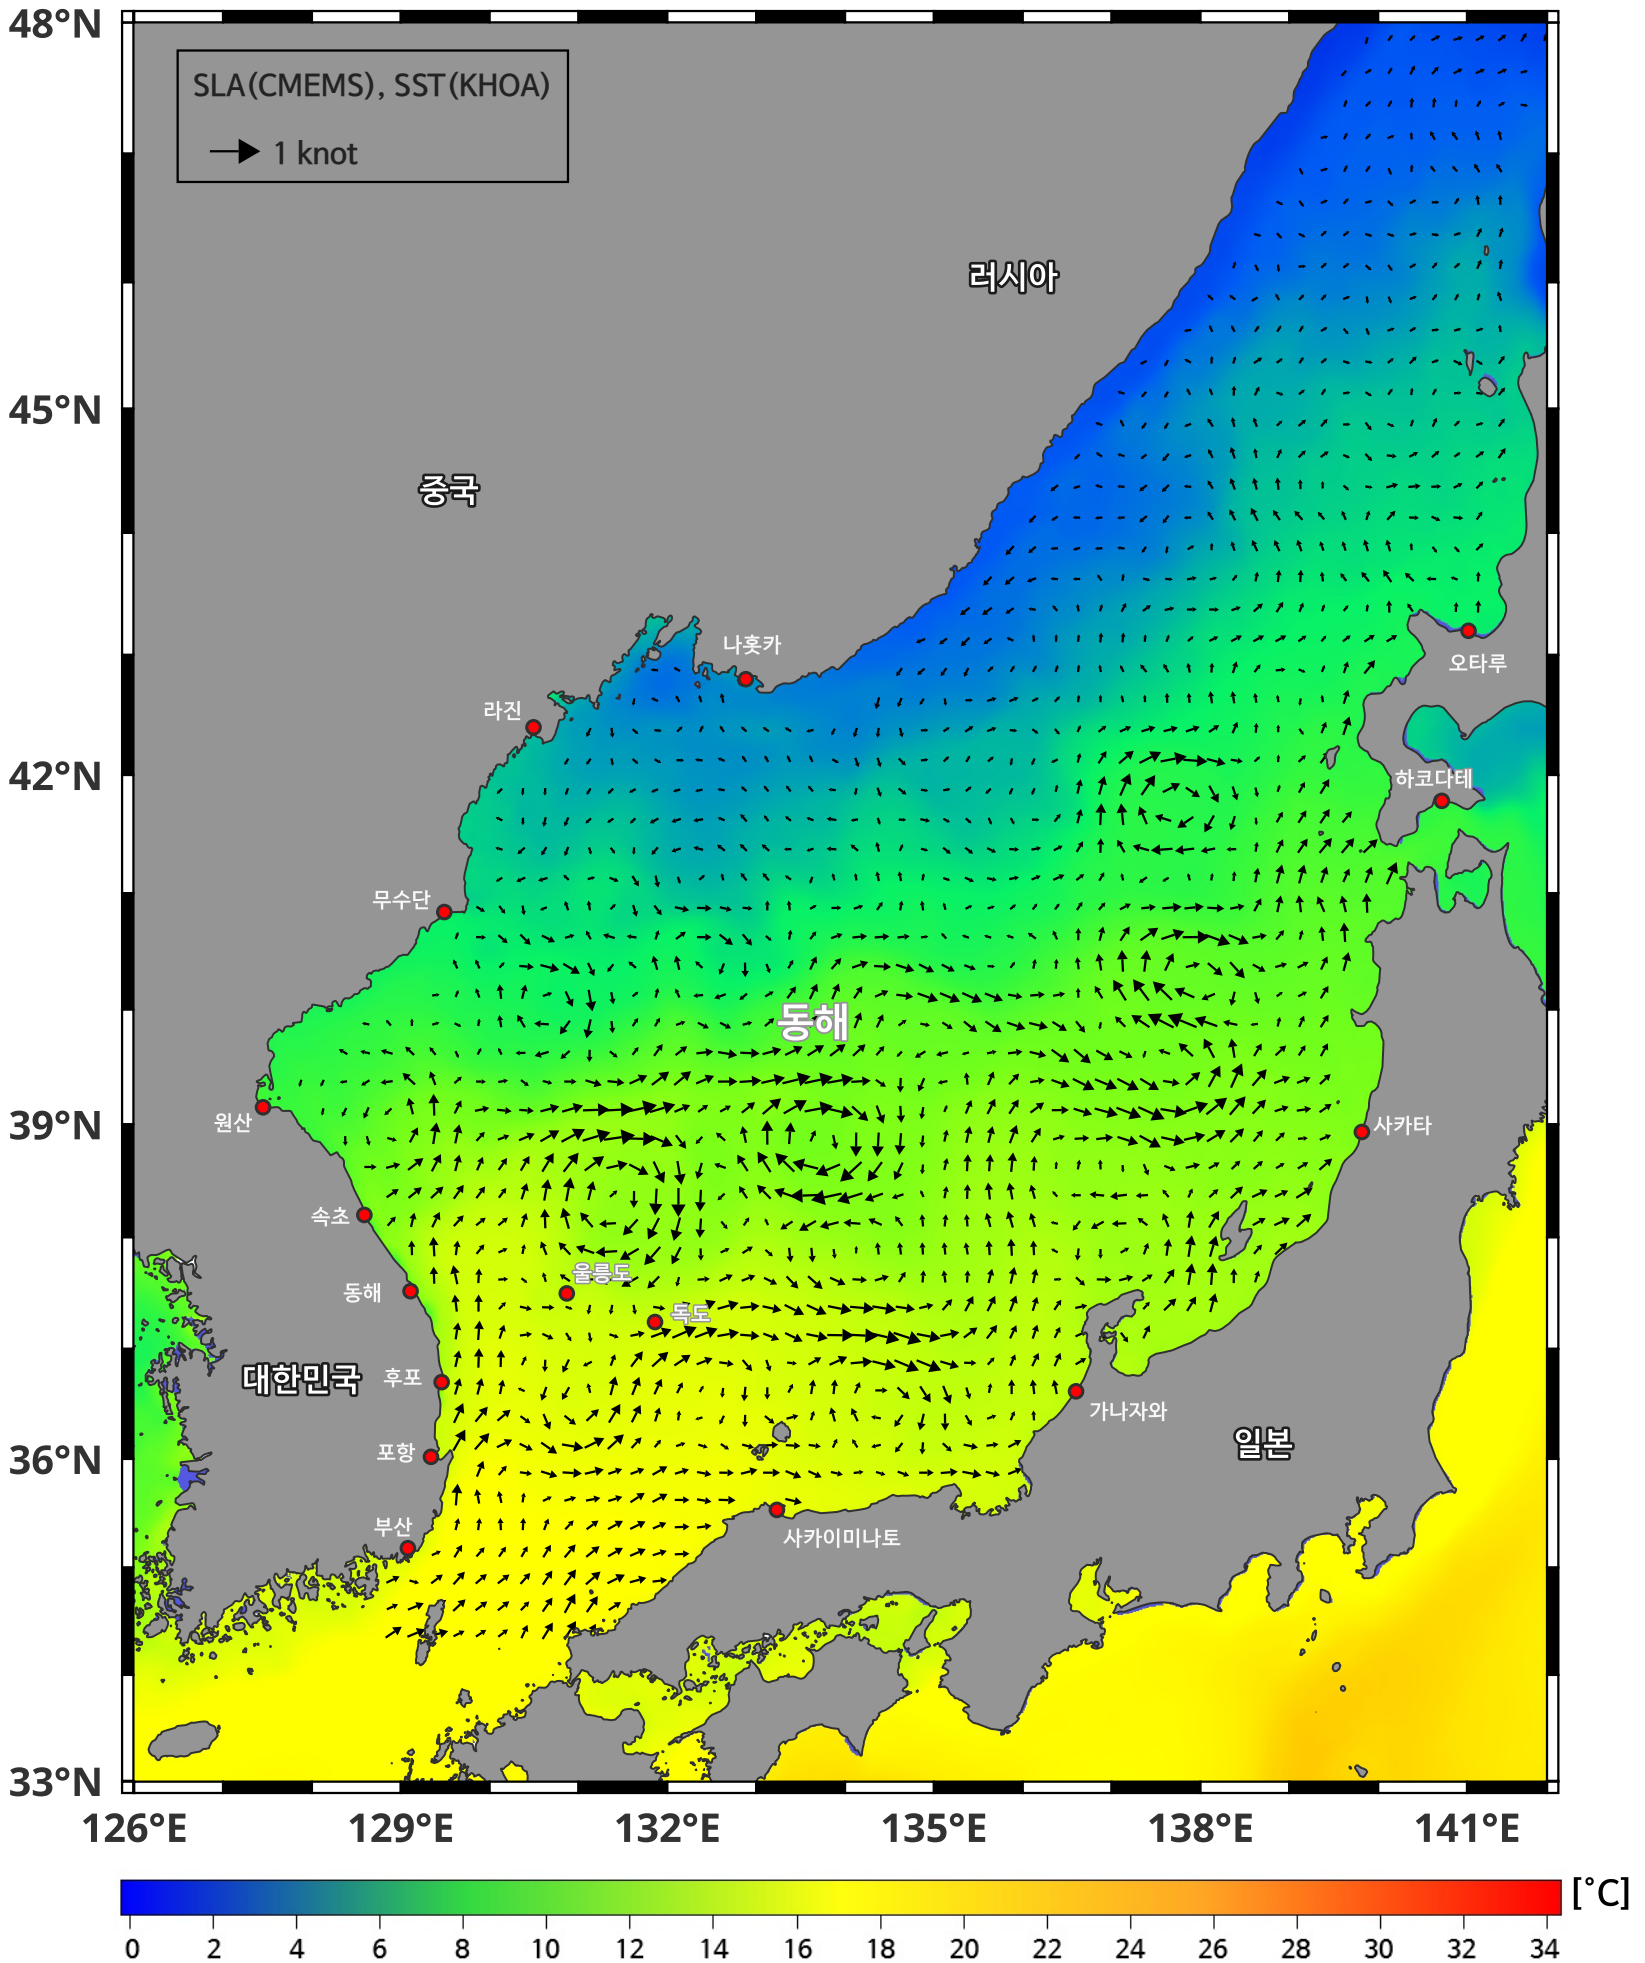 48°N
SLA(CMEMS), SST(KHOA)
1 knot
러시아
45°N
중국
나홋카
오타루
라진
42°N
하코다테
무수단
동해
39°N
원산
사카타
속초
울릉도
동해
독도
대한민국
후포
가나자와
36°N
포항
일본
부산
사카이미나토
33°N
126°E 129°E 132°E 135°E 138°E 141°E
[°C]
0 2 4 6 8 10 12 14 16 18 20 22 24 26 28 30 32 34